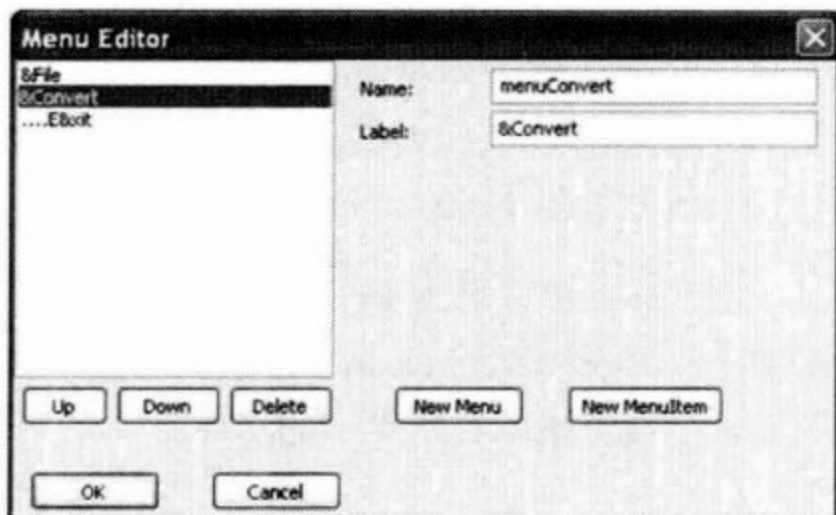 Menu Editor
&File
&Convert
....E&xit
Name: menuConvert
Label: &Convert
Up Down Delete New Menu New MenuItem
OK Cancel